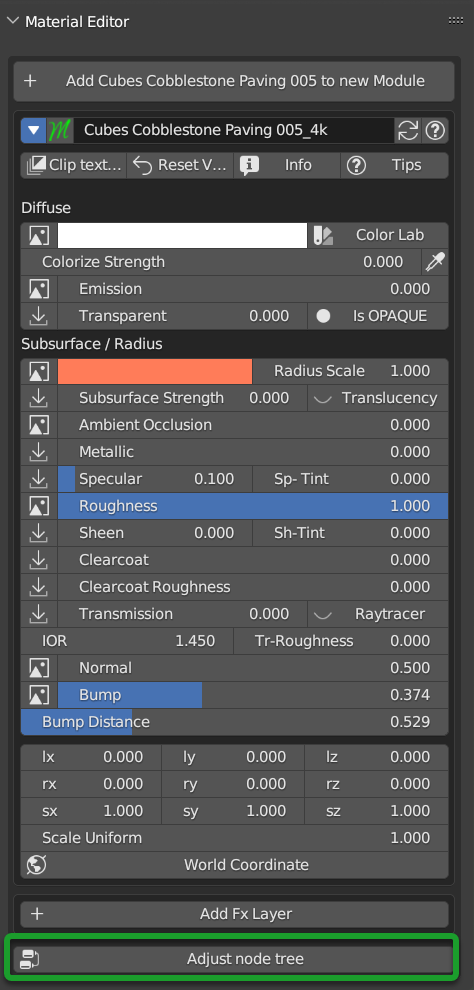 Material Editor
Add Cubes Cobblestone Paving 005 to new Module
Cubes Cobblestone Paving 005_4k
Clip text... Reset V... Info Tips
Diffuse
Color Lab
Colorize Strength 0.000
Emission 0.000
Transparent 0.000 Is OPAQUE
Subsurface / Radius
Radius Scale 1.000
Subsurface Strength 0.000 Translucency
Ambient Occlusion 0.000
Metallic 0.000
Specular 0.100 Sp- Tint 0.000
Roughness 1.000
Sheen 0.000 Sh-Tint 0.000
Clearcoat 0.000
Clearcoat Roughness 0.000
Transmission 0.000 Raytracer
IOR 1.450 Tr-Roughness 0.000
Normal 0.500
Bump 0.374
Bump Distance 0.529
lx 0.000 ly 0.000 lz 0.000
rx 0.000 ry 0.000 rz 0.000
sx 1.000 sy 1.000 sz 1.000
Scale Uniform 1.000
World Coordinate
Add Fx Layer
Adjust node tree